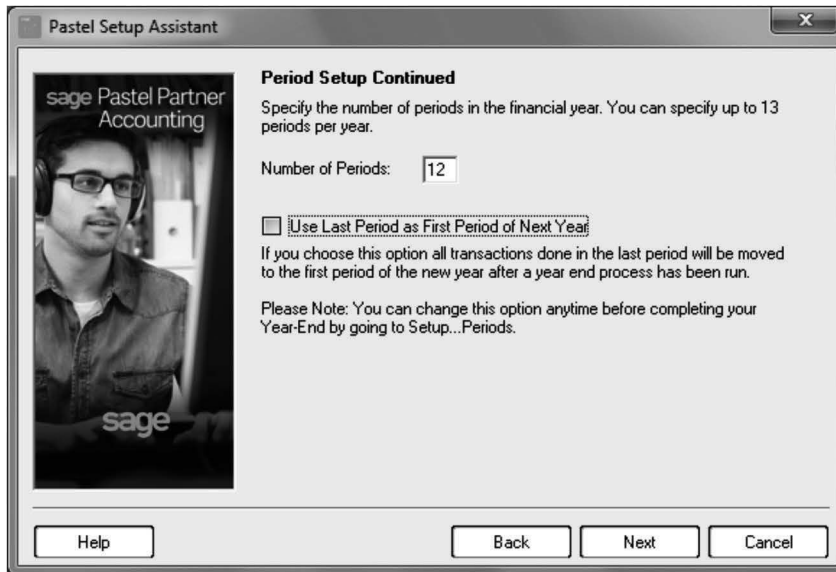 Pastel Setup Assistant
x
sage Pastel Partner
Accounting
sage
Period Setup Continued
Specify the number of periods in the financial year. You can specify up to 13
periods per year.
Number of Periods: 12
Use Last Period as First Period of Next Year
If you choose this option all transactions done in the last period will be moved
to the first period of the new year after a year end process has been run.
Please Note: You can change this option anytime before completing your
Year-End by going to Setup...Periods.
Help Back Next Cancel